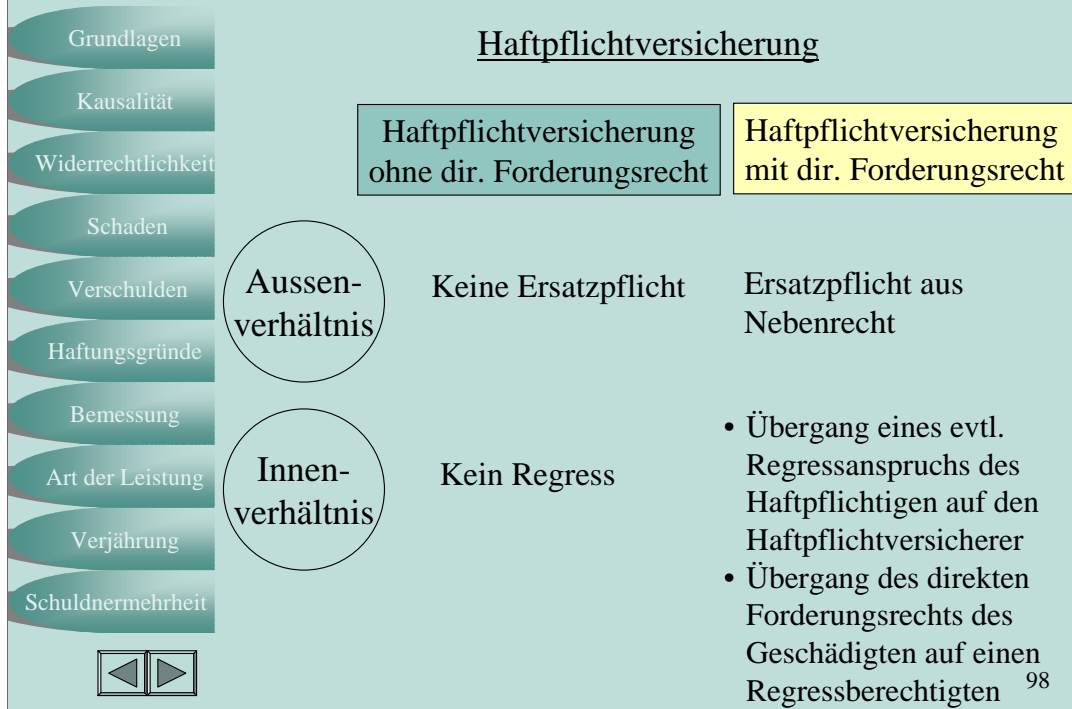 Grundlagen
Kausalität
Widerrechtlichkeit
Schaden
Verschulden
Haftungsgründe
Bemessung
Art der Leistung
Verjährung
Schuldnermehrheit
Haftpflichtversicherung
Haftpflichtversicherung
ohne dir. Forderungsrecht
Haftpflichtversicherung
mit dir. Forderungsrecht
Aussen-
verhältnis
Keine Ersatzpflicht
Ersatzpflicht aus
Nebenrecht
Innen-
verhältnis
Kein Regress
• Übergang eines evtl.
Regressanspruchs des
Haftpflichtigen auf den
Haftpflichtversicherer
• Übergang des direkten
Forderungsrechts des
Geschädigten auf einen
Regressberechtigten
98